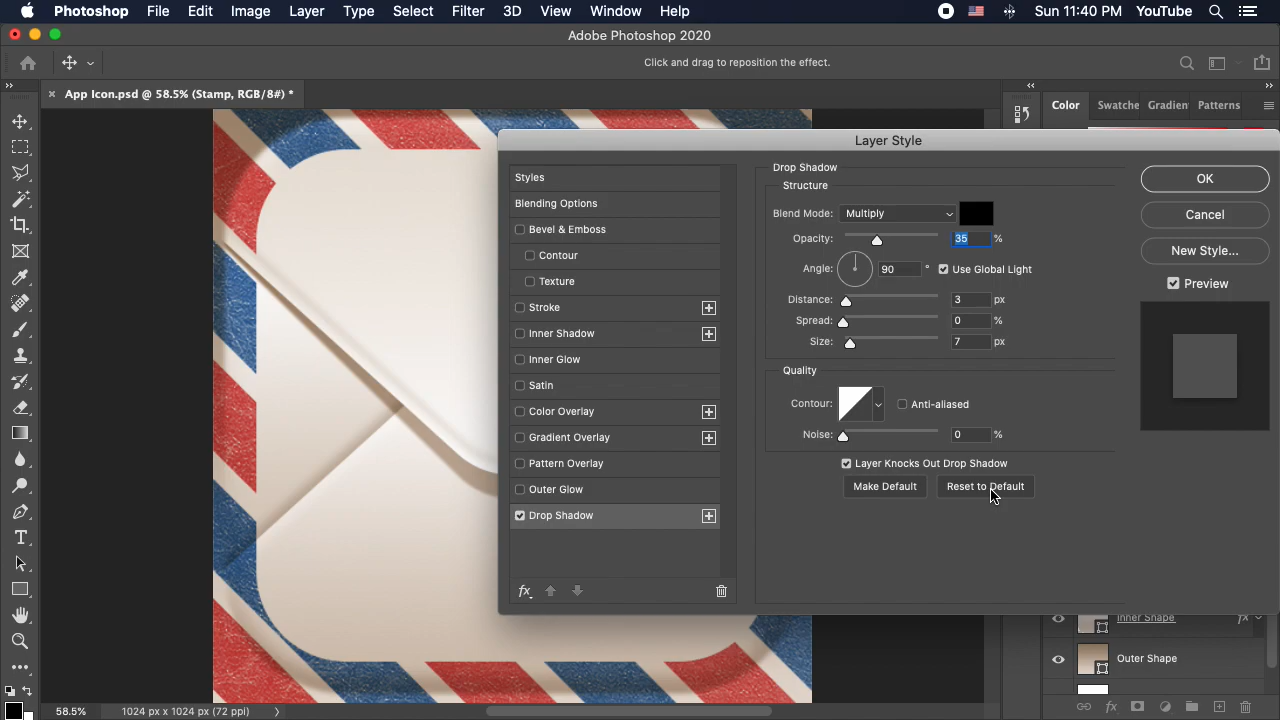 Photoshop File Edit Image Layer Type Select Filter 3D View Window Help Sun 11:40 PM YouTube
Adobe Photoshop 2020
Click and drag to reposition the effect.
App Icon.psd @ 58.5% (Stamp, RGB/8#) *
Color Swatche Gradien Patterns
Layer Style
Styles
Blending Options
Bevel & Emboss
Contour
Texture
Stroke
Inner Shadow
Inner Glow
Satin
Color Overlay
Gradient Overlay
Pattern Overlay
Outer Glow
Drop Shadow
fx
Drop Shadow
Structure
Blend Mode: Multiply
Opacity: 35 %
Angle: 90 ° Use Global Light
Distance: 3 px
Spread: 0 %
Size: 7 px
Quality
Contour: Anti-aliased
Noise: 0 %
Layer Knocks Out Drop Shadow
Make Default Reset to Default
OK
Cancel
New Style...
Preview
Inner Shape fx
Outer Shape
fx
58.5% 1024 px x 1024 px (72 ppi)